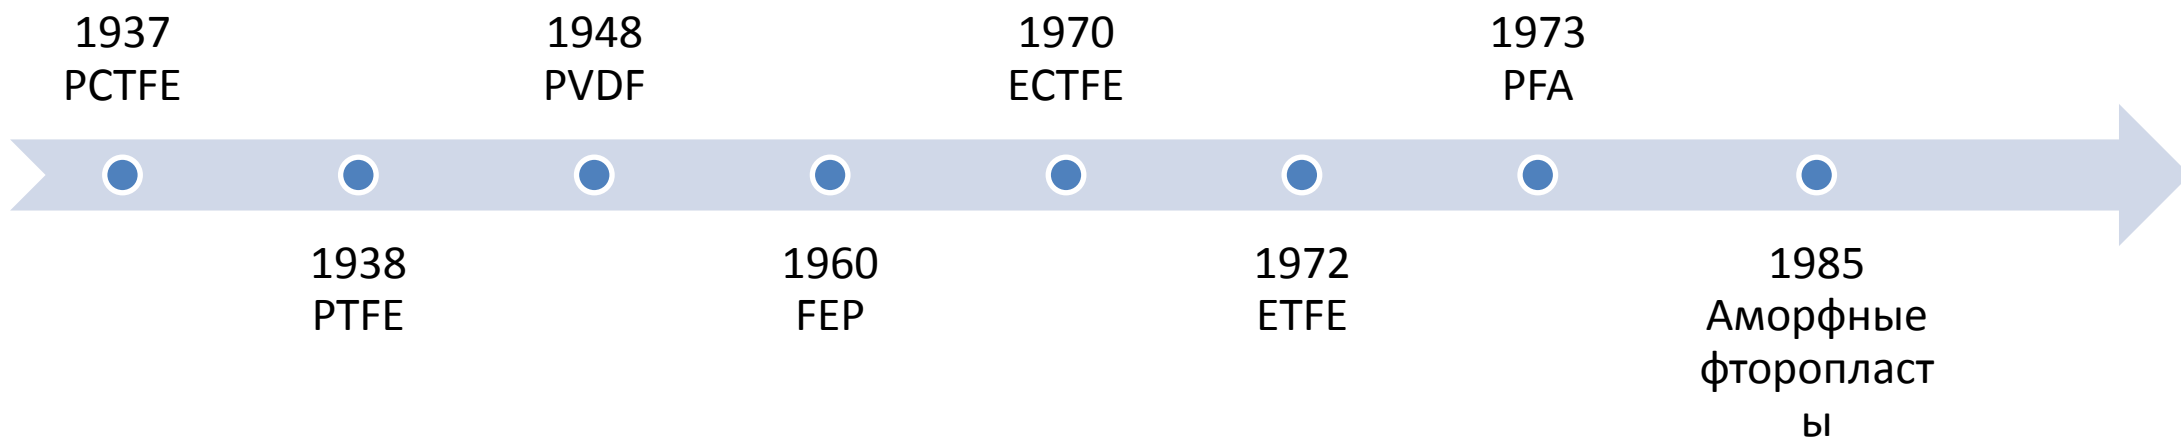 1937
PCTFE
1938
PTFE
1948
PVDF
1960
FEP
1970
ECTFE
1972
ETFE
1973
PFA
1985
Аморфные
фторопласт
ы